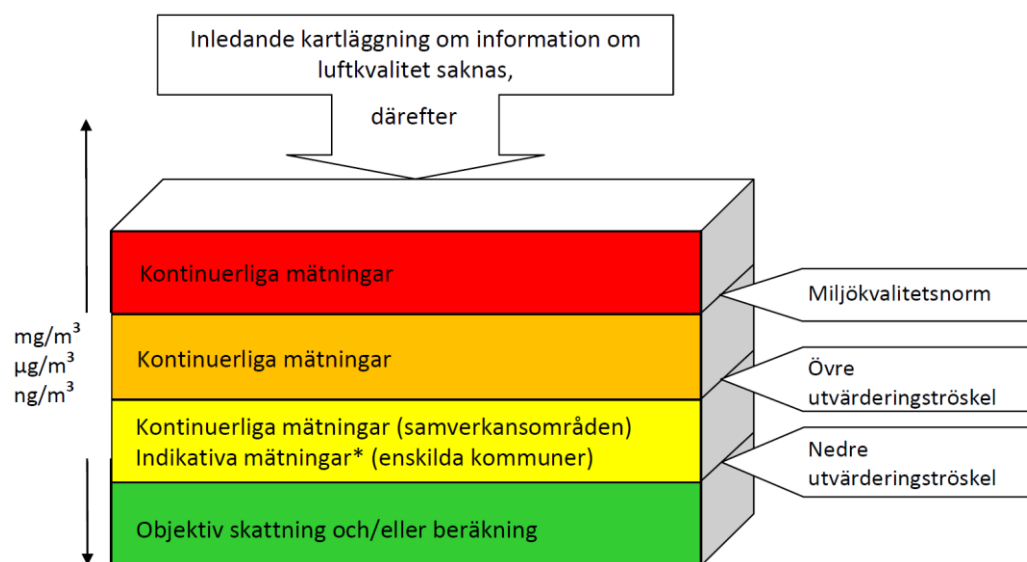 Inledande kartläggning om information om
luftkvalitet saknas,
därefter
Kontinuerliga mätningar
Miljökvalitetsnorm
mg/m³
µg/m³
ng/m³
Kontinuerliga mätningar
Övre
utvärderingströskel
Kontinuerliga mätningar (samverkansområden)
Indikativa mätningar* (enskilda kommuner)
Nedre
utvärderingströskel
Objektiv skattning och/eller beräkning